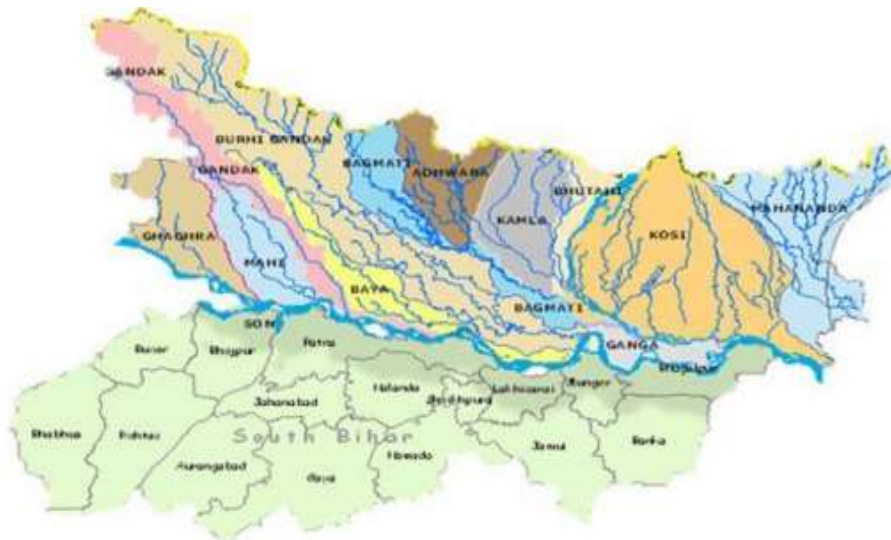 GANDAK
BURHI GANDAK
GANDAK
BAGMATI
ADHWARA
KAMLA
BHUTAHI
KOSI
MAHANANDA
GHAGHRA
MAHI
BAYA
BAGMATI
GANGA
SON
Buxar
Bhojpur
Patna
Nalanda
Lakhisarai
Munger
Jahanabad
Bhabhua
Rohtas
South Bihar
Nawada
Jamui
Banka
Aurangabad
Gaya